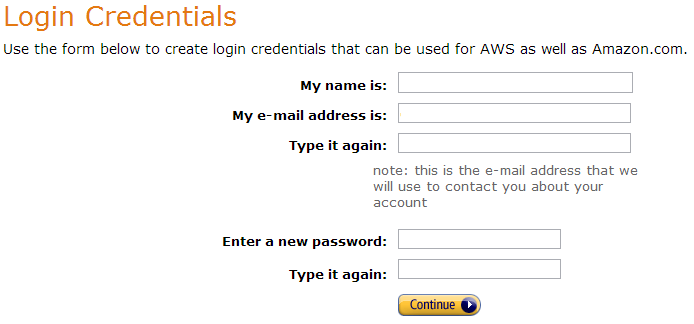 Login Credentials
Use the form below to create login credentials that can be used for AWS as well as Amazon.com.
My name is:
My e-mail address is:
Type it again:
note: this is the e-mail address that we
will use to contact you about your
account
Enter a new password:
Type it again:
Continue